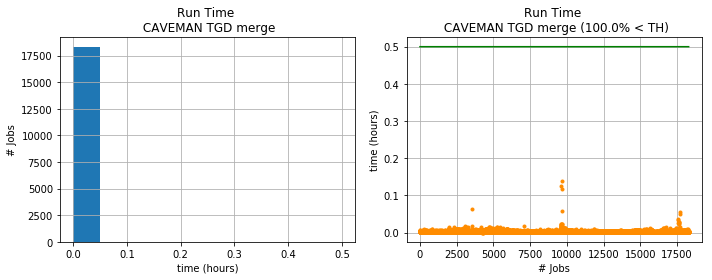 Run Time
CAVEMAN TGD merge
# Jobs
17500
15000
12500
10000
7500
5000
2500
0
0.0 0.1 0.2 0.3 0.4 0.5
time (hours)
Run Time
CAVEMAN TGD merge (100.0% < TH)
time (hours)
0.5
0.4
0.3
0.2
0.1
0.0
0 2500 5000 7500 10000 12500 15000 17500
# Jobs